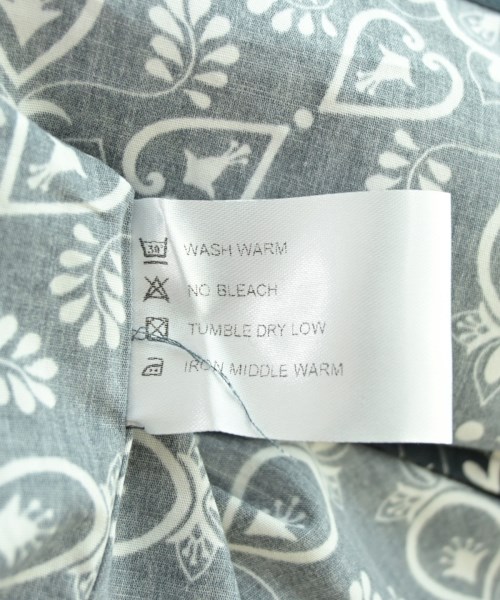 30 WASH WARM
NO BLEACH
TUMBLE DRY LOW
IRON MIDDLE WARM